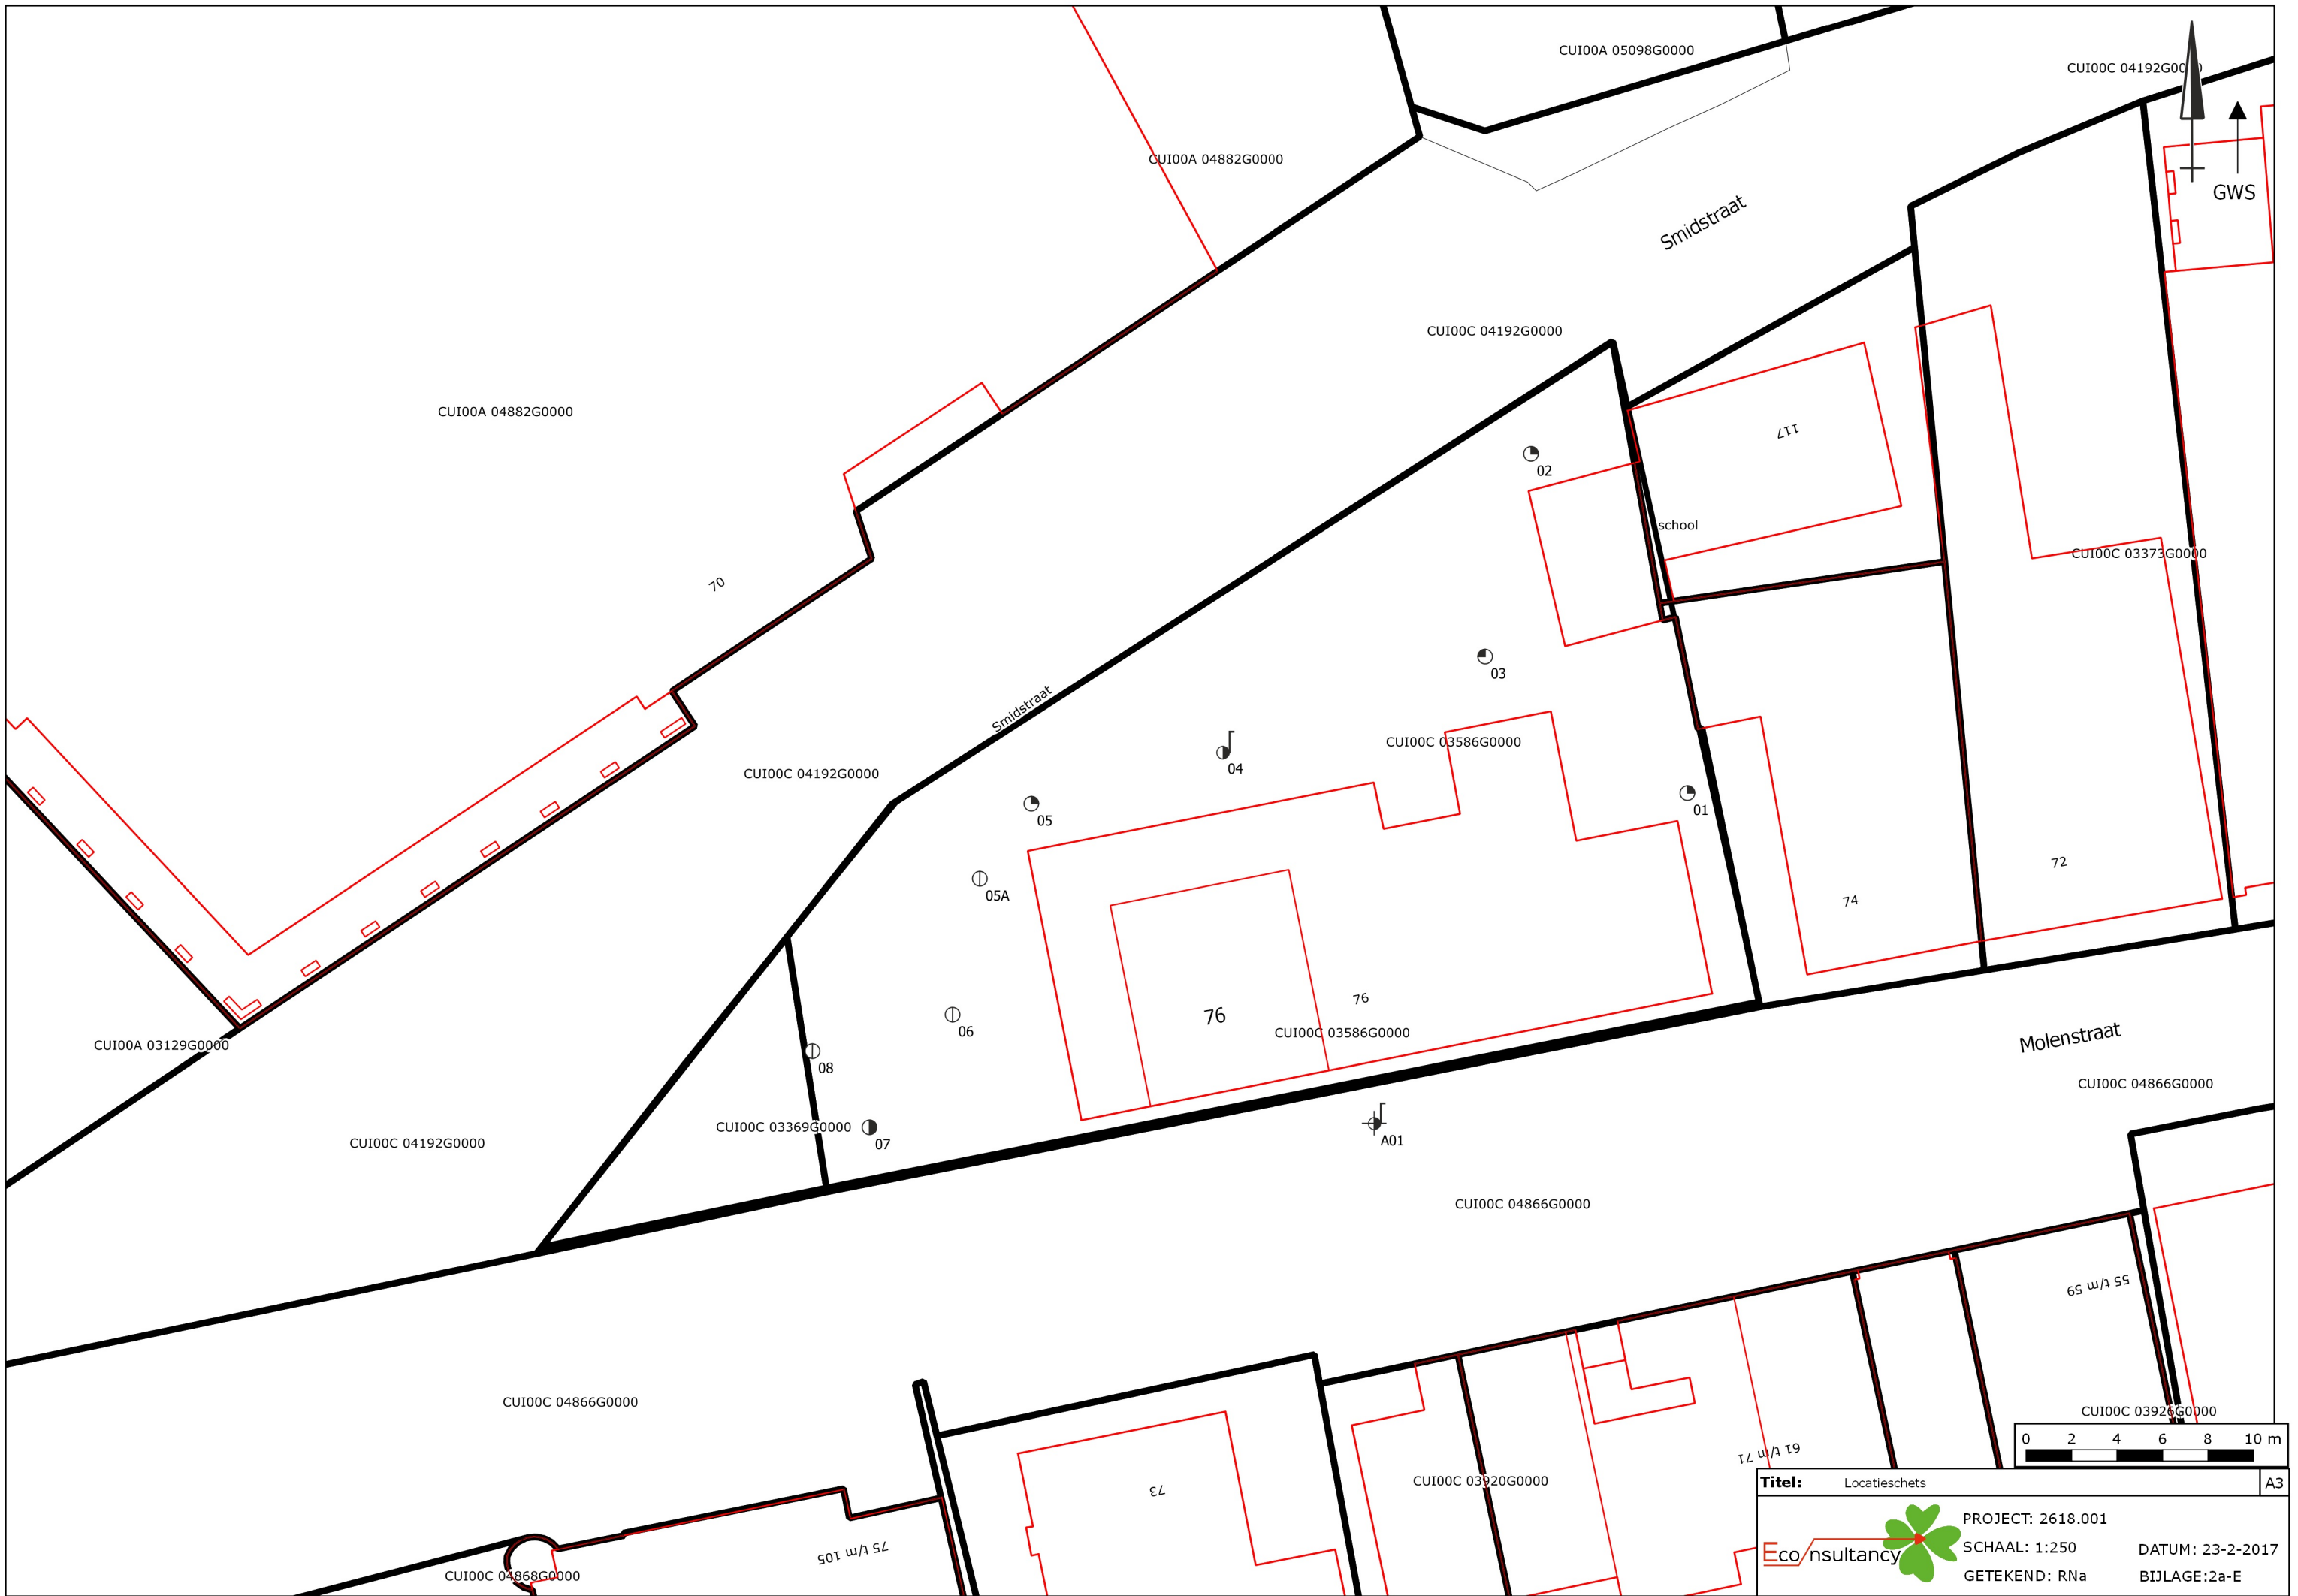 CUI00A 05098G0000
CUI00C 04192G0000
CUI00A 04882G0000
GWS
Smidstraat
CUI00C 04192G0000
CUI00A 04882G0000
117
02
school
CUI00C 03373G0000
70
03
Smidstraat
CUI00C 03586G0000
04
CUI00C 04192G0000
01
05
72
05A
74
76
76
06
CUI00C 03586G0000
Molenstraat
CUI00A 03129G0000
08
CUI00C 04866G0000
CUI00C 03369G0000
07
A01
CUI00C 04192G0000
CUI00C 04866G0000
55 t/m 59
CUI00C 04866G0000
CUI00C 03926G0000
0 2 4 6 8 10 m
61 t/m 71
CUI00C 03920G0000
73
75 t/m 105
CUI00C 04868G0000
Titel: Locatieschets A3
Eco/nsultancy
PROJECT: 2618.001
SCHAAL: 1:250 DATUM: 23-2-2017
GETEKEND: RNa BIJLAGE:2a-E